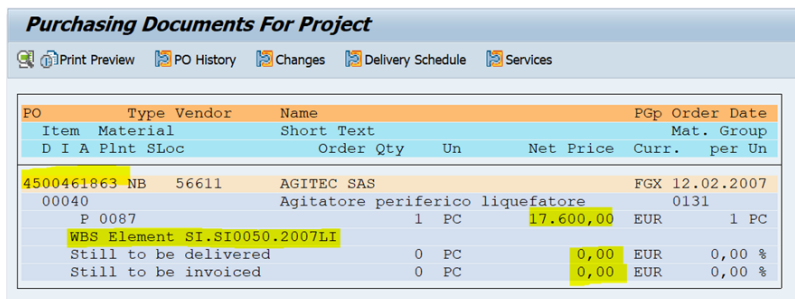 Purchasing Documents For Project
Print Preview PO History Changes Delivery Schedule Services
PO Type Vendor Name PGp Order Date
Item Material Short Text Mat. Group
D I A Plnt SLoc Order Qty Un Net Price Curr. per Un
4500461863 NB 56611 AGITEC SAS FGX 12.02.2007
00040 Agitatore periferico liquefatore 0131
P 0087 1 PC 17.600,00 EUR 1 PC
WBS Element SI.SI0050.2007LI
Still to be delivered 0 PC 0,00 EUR 0,00 %
Still to be invoiced 0 PC 0,00 EUR 0,00 %